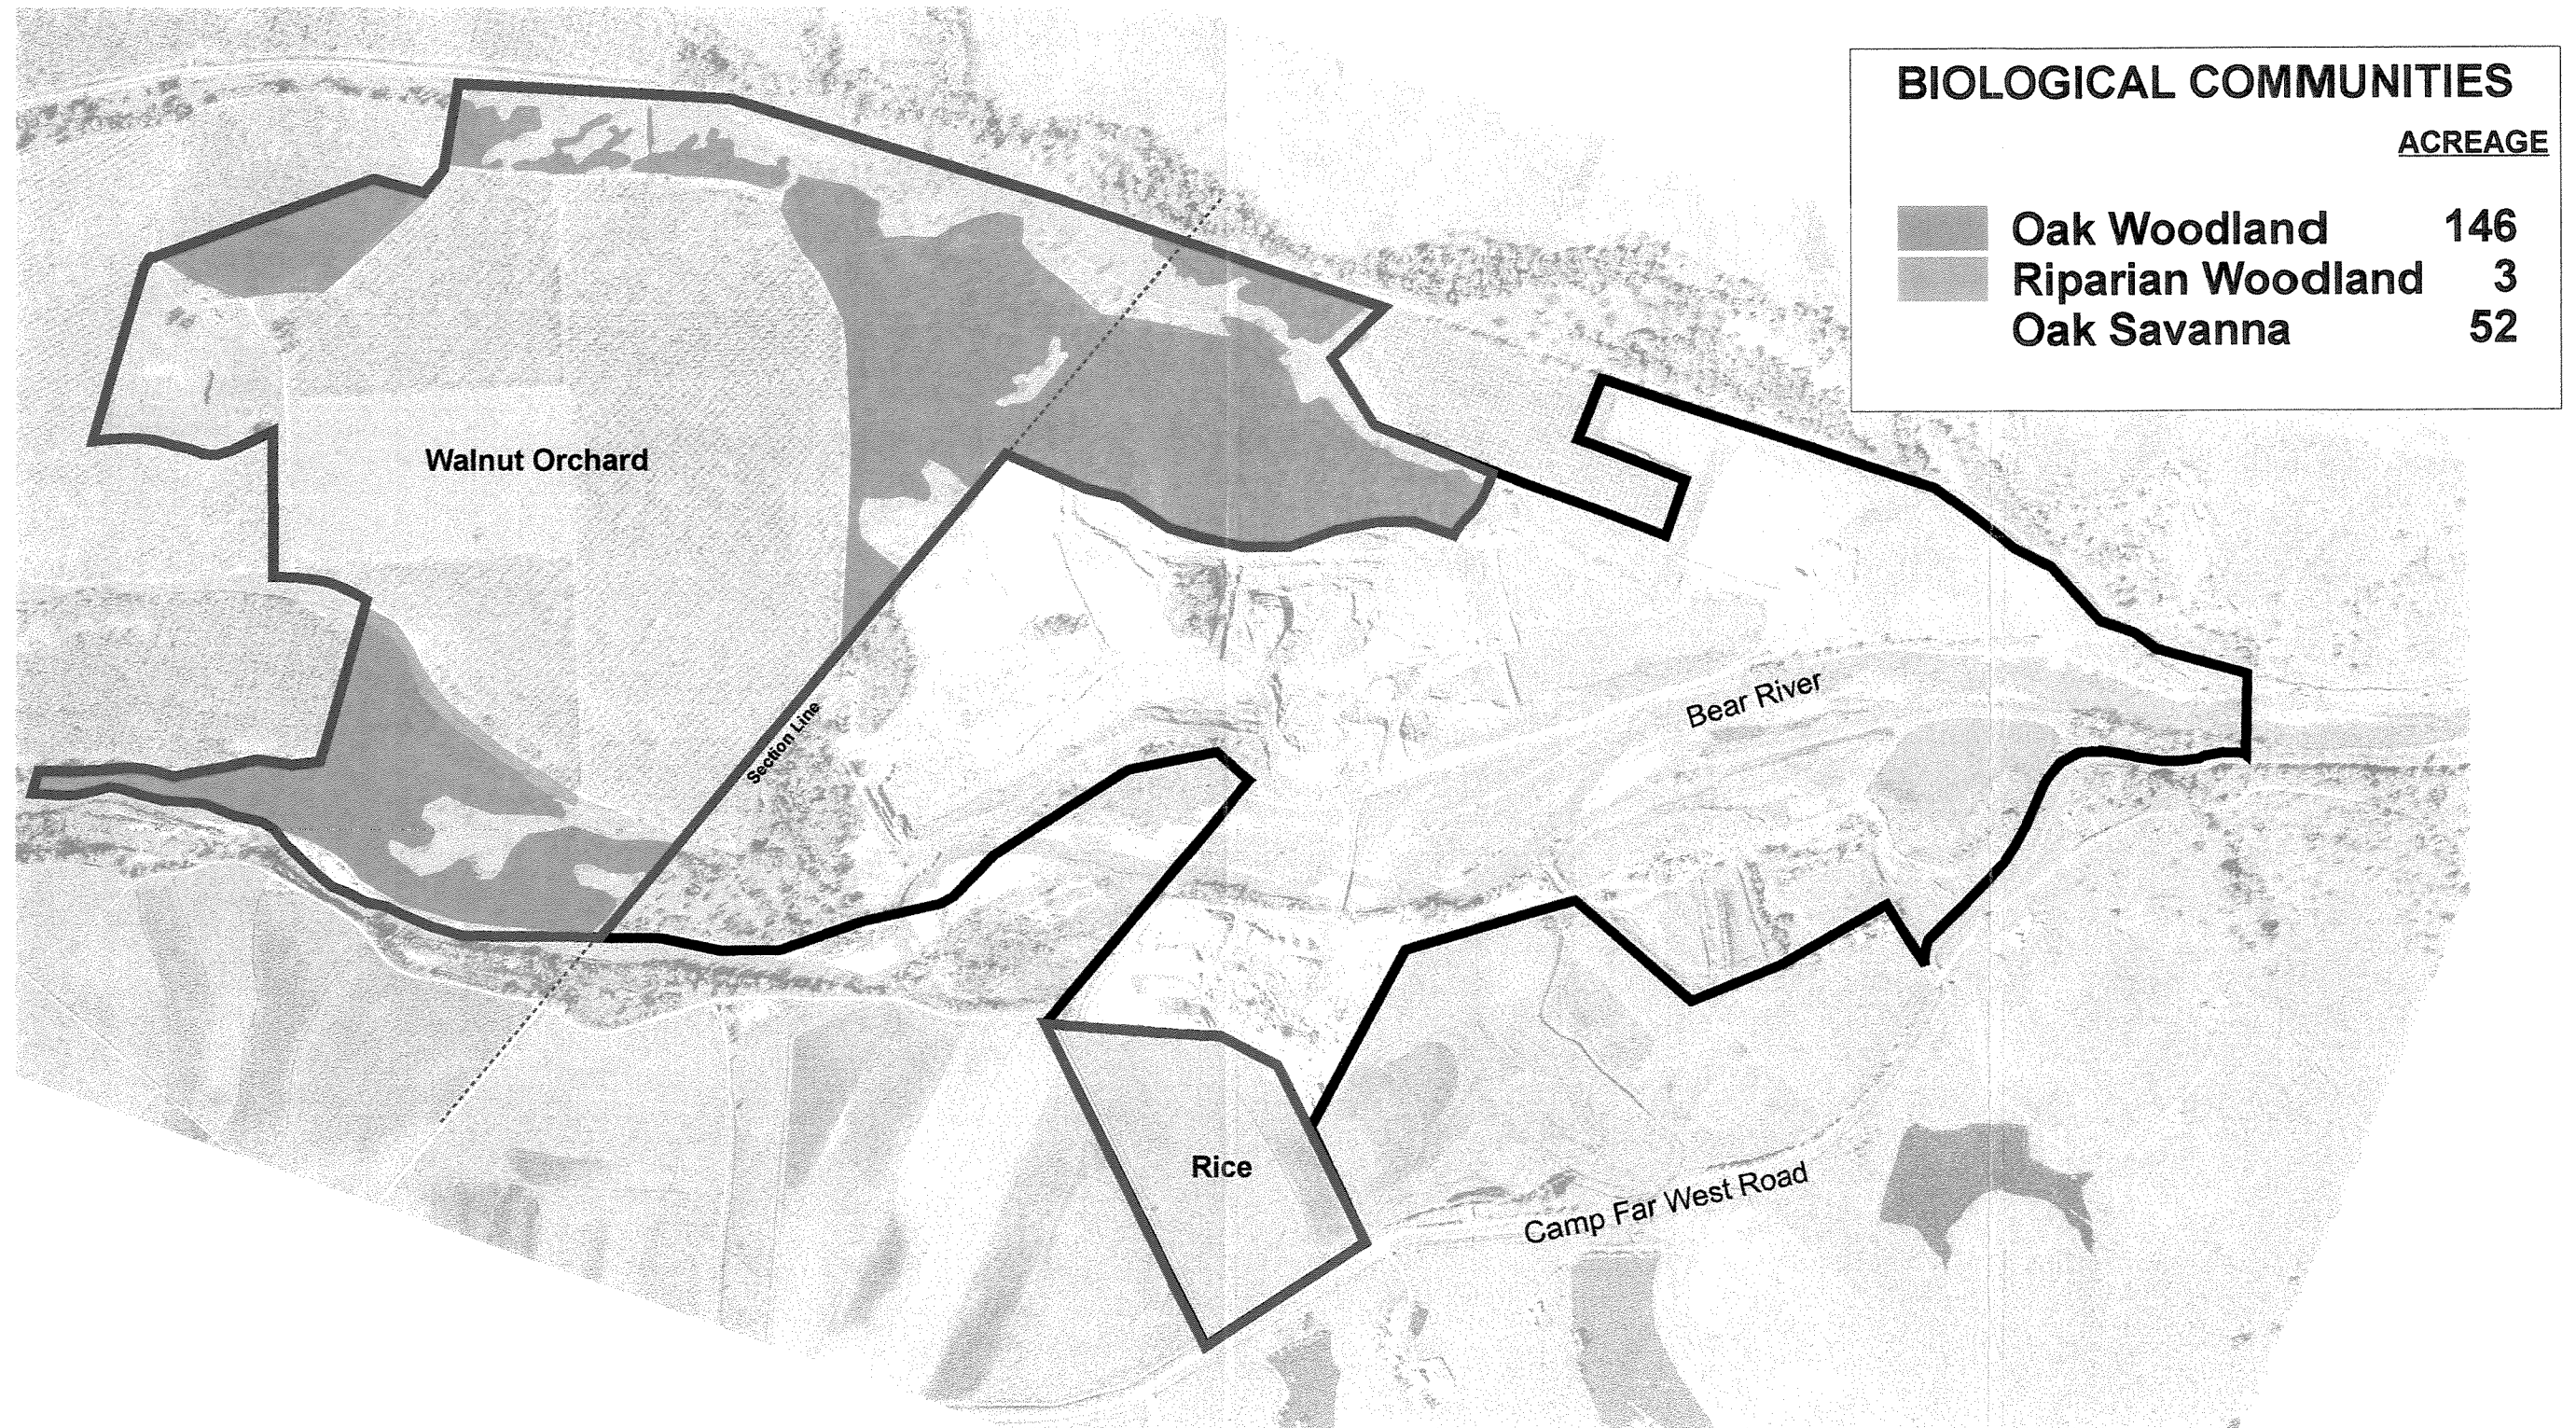 BIOLOGICAL COMMUNITIES
ACREAGE
Oak Woodland 146
Riparian Woodland 3
Oak Savanna 52
Walnut Orchard
Section Line
Bear River
Rice
Camp Far West Road